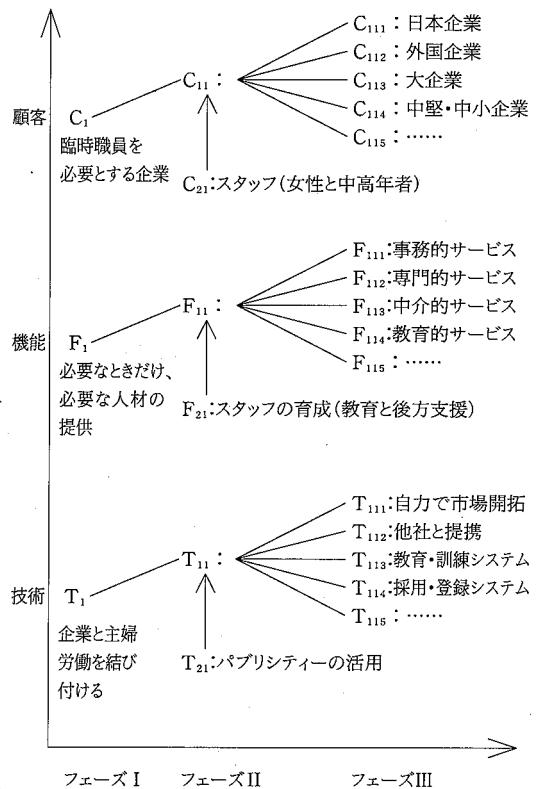 C₁₁₁：日本企業
C₁₁₂：外国企業
C₁₁₃：大企業
C₁₁₄：中堅・中小企業
C₁₁₅：……
C₁₁：
顧客
C₁
臨時職員を
必要とする企業
C₂₁：スタッフ（女性と中高年者）
F₁₁₁：事務的サービス
F₁₁₂：専門的サービス
F₁₁₃：中介的サービス
F₁₁₄：教育的サービス
F₁₁₅：……
F₁₁：
機能
F₁
必要なときだけ、
必要な人材の
提供
F₂₁：スタッフの育成（教育と後方支援）
T₁₁₁：自力で市場開拓
T₁₁₂：他社と提携
T₁₁₃：教育・訓練システム
T₁₁₄：採用・登録システム
T₁₁₅：……
T₁₁：
技術
T₁
企業と主婦
労働を結び
付ける
T₂₁：パブリシティーの活用
フェーズⅠ
フェーズⅡ
フェーズⅢ